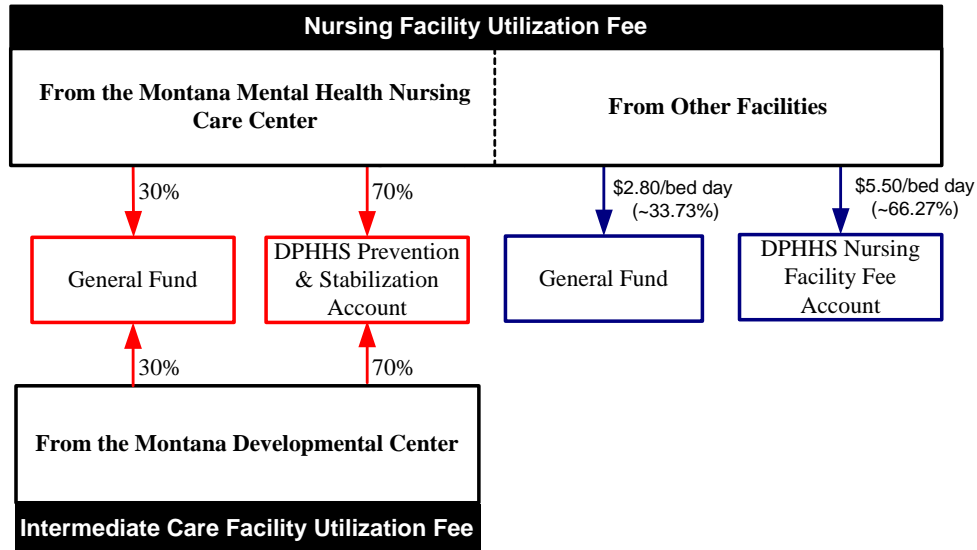 Nursing Facility Utilization Fee
From the Montana Mental Health Nursing
Care Center
From Other Facilities
30%
70%
$2.80/bed day
(~33.73%)
$5.50/bed day
(~66.27%)
General Fund
DPHHS Prevention
& Stabilization
Account
General Fund
DPHHS Nursing
Facility Fee
Account
30%
70%
From the Montana Developmental Center
Intermediate Care Facility Utilization Fee